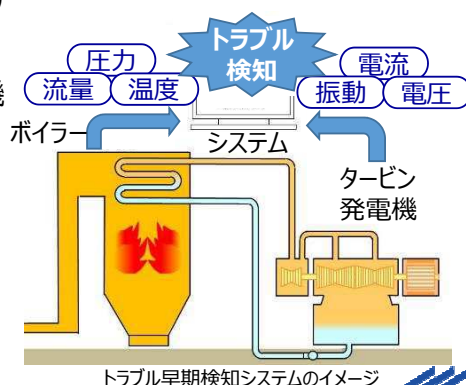 トラブル
検知
圧力
流量
温度
電流
振動
電圧
機
ボイラー
システム
タービン
発電機
トラブル早期検知システムのイメージ